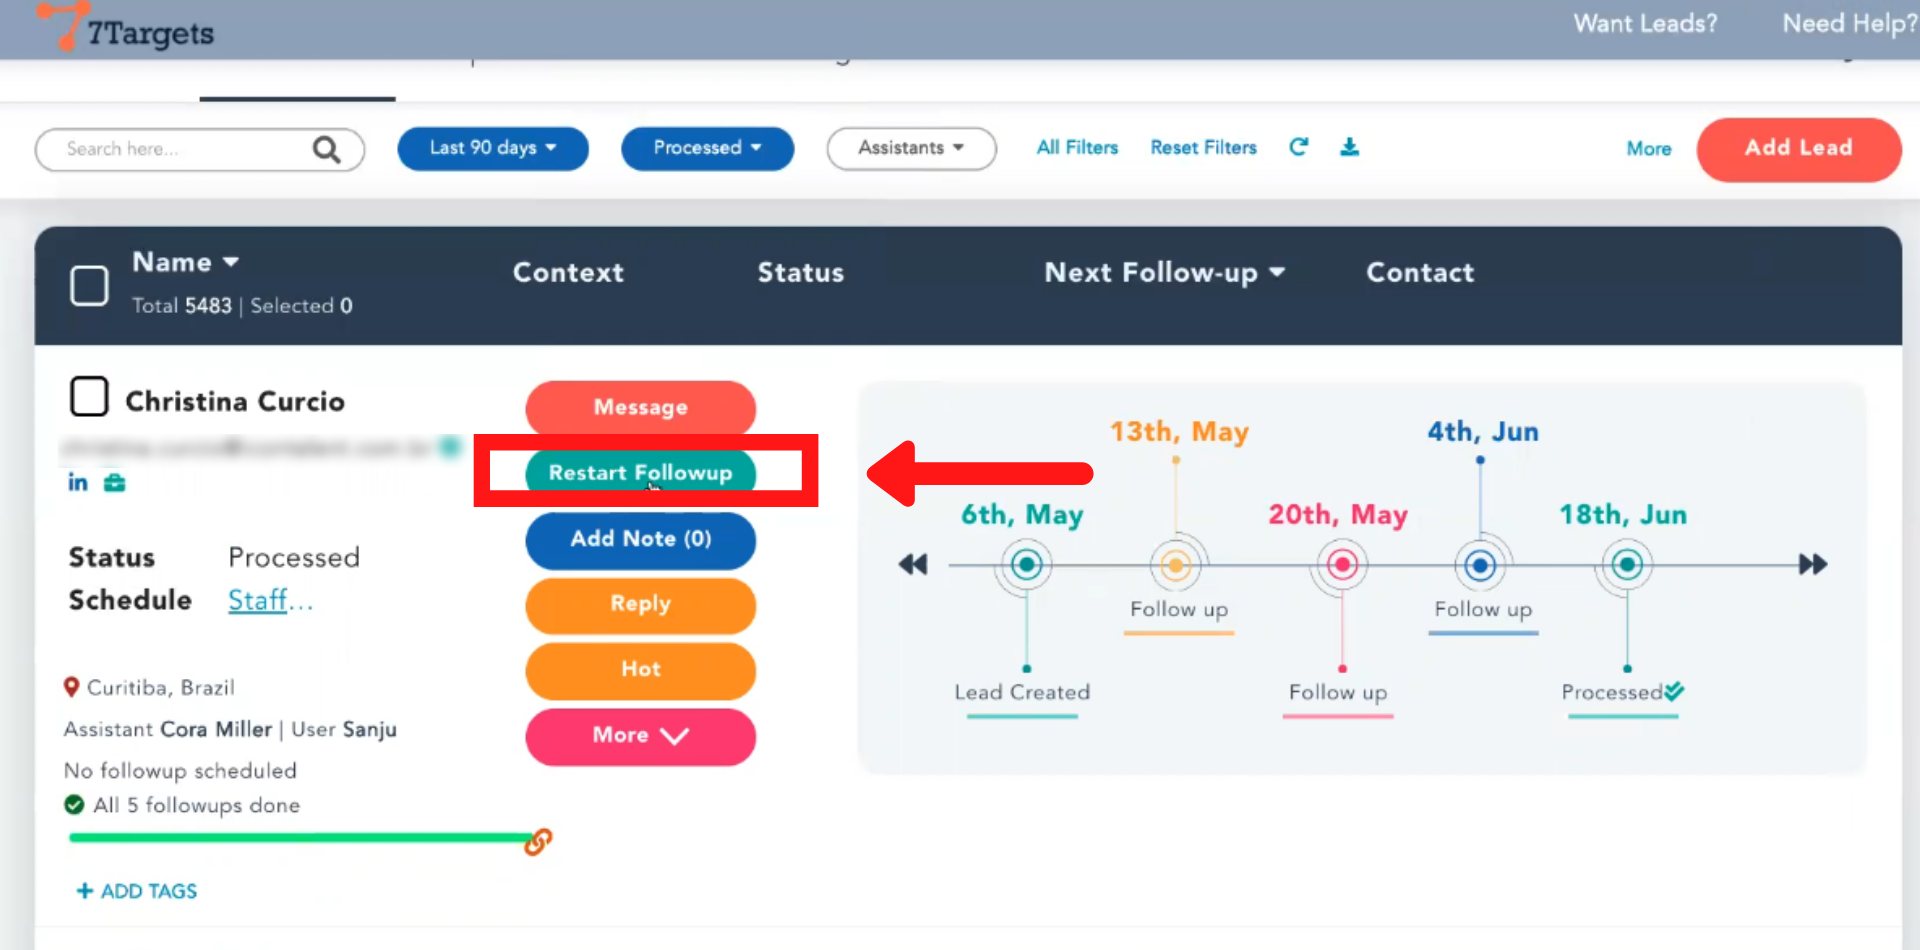 7Targets
Want Leads?
Need Help?
Search here...
Last 90 days
Processed
Assistants
All Filters
Reset Filters
More
Add Lead
Name
Total 5483 | Selected 0
Context
Status
Next Follow-up
Contact
Christina Curcio
in
Status Processed
Schedule Staff...
Curitiba, Brazil
Assistant Cora Miller | User Sanju
No followup scheduled
All 5 followups done
+ ADD TAGS
Message
Restart Followup
Add Note (0)
Reply
Hot
More
13th, May
4th, Jun
6th, May
20th, May
18th, Jun
Follow up
Follow up
Lead Created
Follow up
Processed